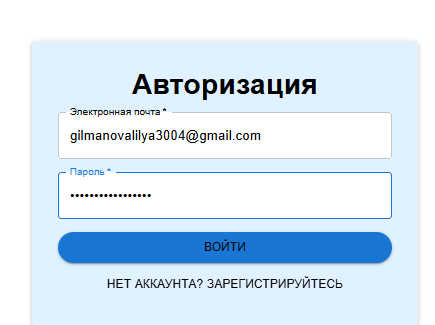 Авторизация
Электронная почта *
gilmanovalilya3004@gmail.com
Пароль *
•••••••••••••••••
ВОЙТИ
НЕТ АККАУНТА? ЗАРЕГИСТРИРУЙТЕСЬ